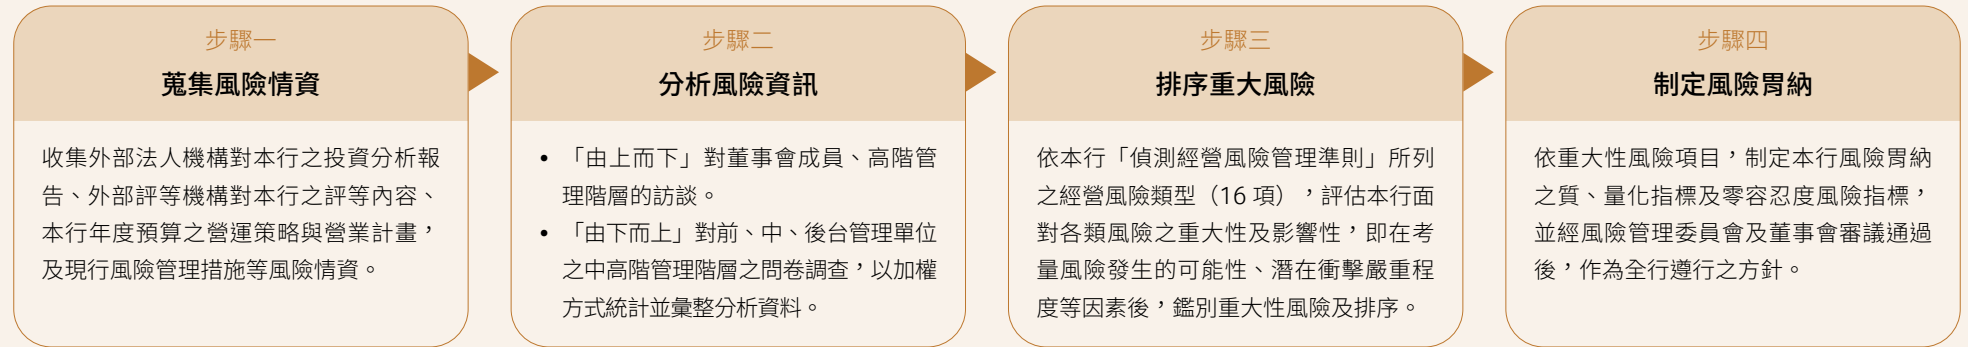 步驟一
蒐集風險情資
收集外部法人機構對本行之投資分析報
告、外部評等機構對本行之評等內容、
本行年度預算之營運策略與營業計畫，
及現行風險管理措施等風險情資。
步驟二
分析風險資訊
• 「由上而下」對董事會成員、高階管
理階層的訪談。
• 「由下而上」對前、中、後台管理單位
之中高階管理階層之問卷調查，以加權
方式統計並彙整分析資料。
步驟三
排序重大風險
依本行「偵測經營風險管理準則」所列
之經營風險類型（16 項），評估本行面
對各類風險之重大性及影響性，即在考
量風險發生的可能性、潛在衝擊嚴重程
度等因素後，鑑別重大性風險及排序。
步驟四
制定風險胃納
依重大性風險項目，制定本行風險胃納
之質、量化指標及零容忍度風險指標，
並經風險管理委員會及董事會審議通過
後，作為全行遵行之方針。